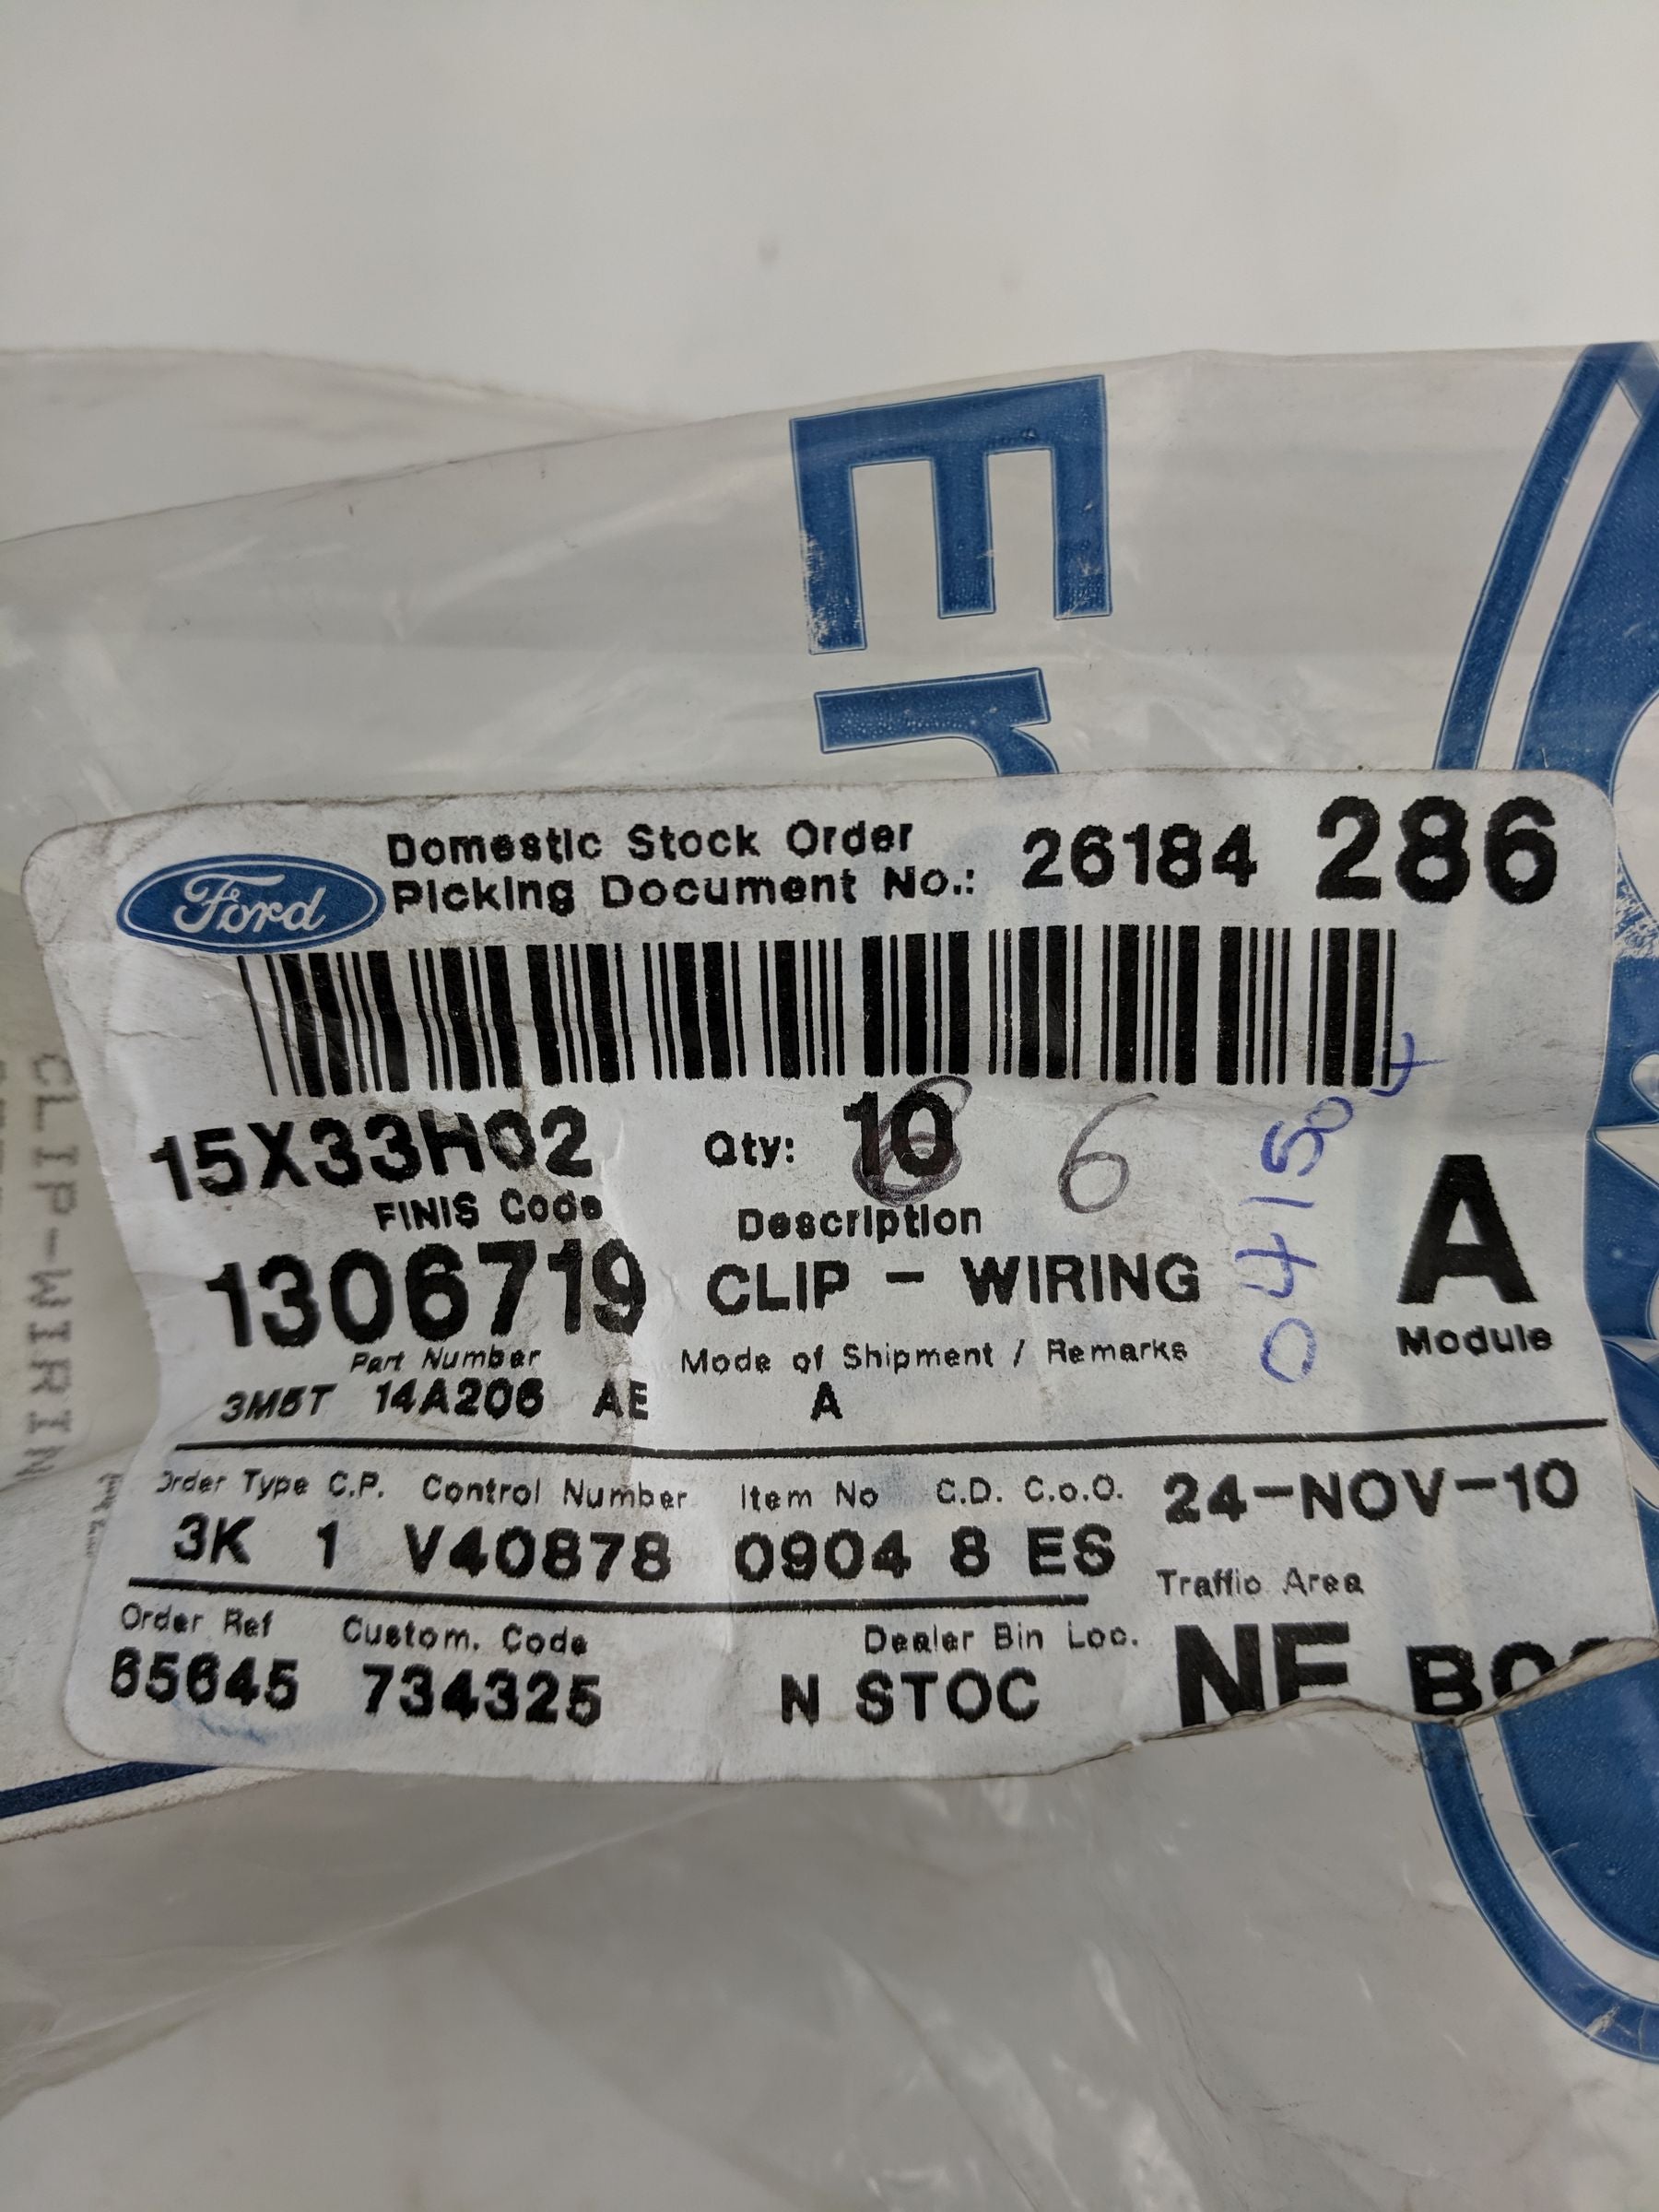 Er
Ford
Domestic Stock Order
Picking Document No.: 26184 286
15X33H02 Qty: 10 6
FINIS Code Description
1306719 CLIP - WIRING
A
Module
Part Number Mode of Shipment / Remarks
3M5T 14A206 AE A
041504
Order Type C.P. Control Number Item No C.D. C.o.O. 24-NOV-10
3K 1 V40878 0904 8 ES
Traffic Area
Order Ref Custom. Code Dealer Bin Loc.
65645 734325 N STOC
CLIP-WIRIN